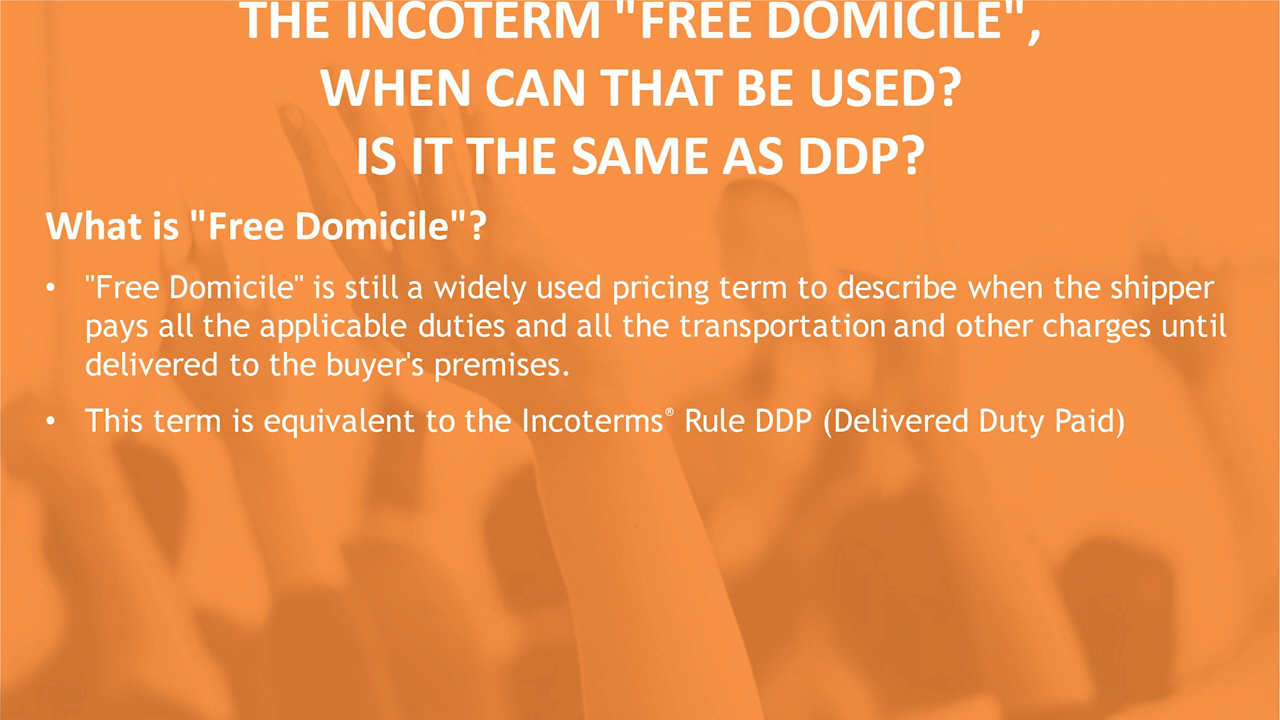 THE INCOTERM "FREE DOMICILE",
WHEN CAN THAT BE USED?
IS IT THE SAME AS DDP?
What is "Free Domicile"?
• "Free Domicile" is still a widely used pricing term to describe when the shipper
pays all the applicable duties and all the transportation and other charges until
delivered to the buyer's premises.
• This term is equivalent to the Incoterms® Rule DDP (Delivered Duty Paid)